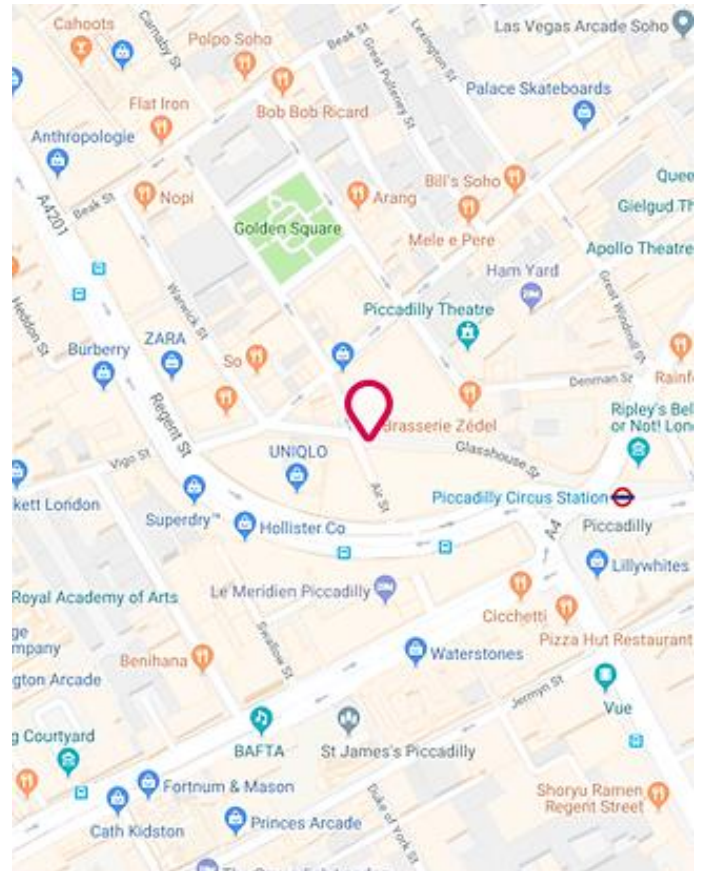 Cahoots
Carnaby St
Polpo Soho
Beak St
Great Pulteney St
Lexington St
Las Vegas Arcade Soho
Palace Skateboards
Flat Iron
Bob Bob Ricard
Anthropologie
A4201
Beak St
Nopi
Golden Square
Arang
Bill's Soho
Mele e Pere
Quee
Gielgud Th
Apollo Theatre
Ham Yard
Great Windmill St
Heddon St
Warwick St
Piccadilly Theatre
Burberry
ZARA
So
Denman St
Rainf
Regent St
Brasserie Zédel
Ripley's Bel
or Not! Lon
Vigo St
UNIQLO
Glasshouse St
kett London
Air St
Piccadilly Circus Station
Superdry™
Hollister Co
A4
Piccadilly
Lillywhites
Royal Academy of Arts
Le Meridien Piccadilly
Cicchetti
ge
mpany
Swallow St
Pizza Hut Restaurant
Benihana
Waterstones
gton Arcade
Jermyn St
Vue
g Courtyard
BAFTA
St James's Piccadilly
Fortnum & Mason
Shoryu Ramen
Regent Street
Cath Kidston
Princes Arcade
Duke of York St